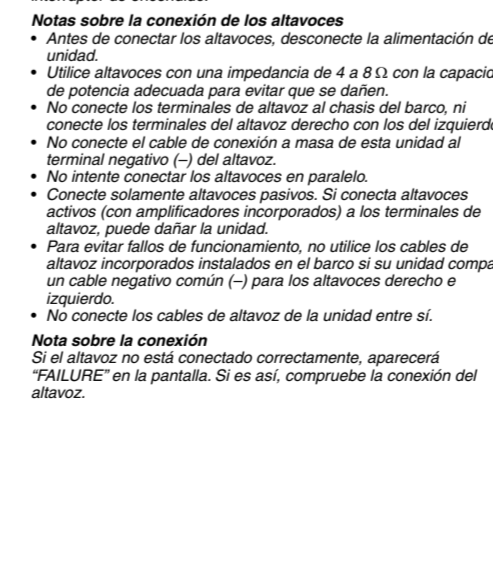 Notas sobre la conexión de los altavoces
• Antes de conectar los altavoces, desconecte la alimentación de
unidad.
• Utilice altavoces con una impedancia de 4 a 8 Ω con la capacid
de potencia adecuada para evitar que se dañen.
• No conecte los terminales de altavoz al chasis del barco, ni
conecte los terminales del altavoz derecho con los del izquierdo
• No conecte el cable de conexión a masa de esta unidad al
terminal negativo (–) del altavoz.
• No intente conectar los altavoces en paralelo.
• Conecte solamente altavoces pasivos. Si conecta altavoces
activos (con amplificadores incorporados) a los terminales de
altavoz, puede dañar la unidad.
• Para evitar fallos de funcionamiento, no utilice los cables de
altavoz incorporados instalados en el barco si su unidad compa
un cable negativo común (–) para los altavoces derecho e
izquierdo.
• No conecte los cables de altavoz de la unidad entre sí.
Nota sobre la conexión
Si el altavoz no está conectado correctamente, aparecerá
“FAILURE” en la pantalla. Si es así, compruebe la conexión del
altavoz.